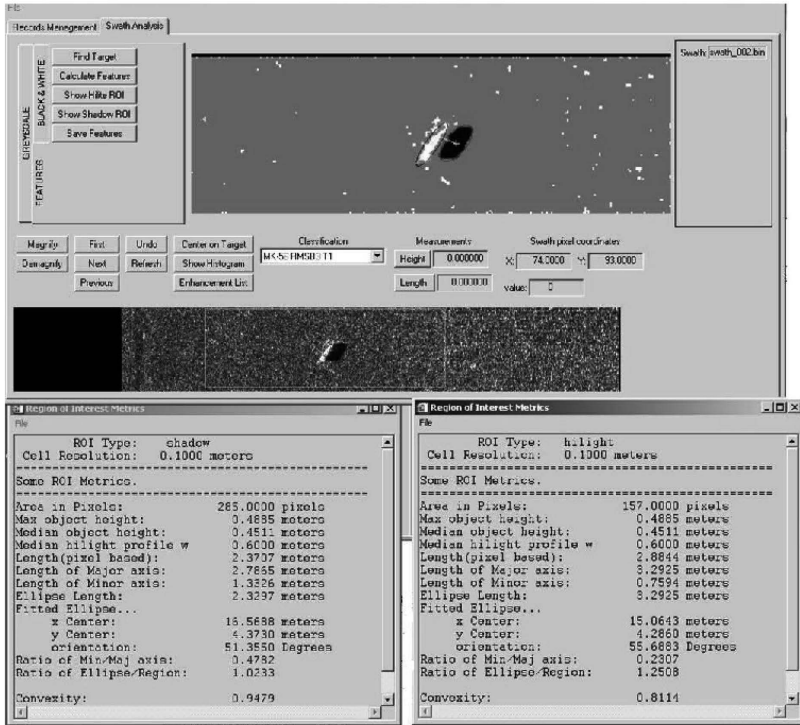 File
Records Management Swath Analysis
GREYSCALE
BLACK & WHITE
FEATURES
Find Target
Calculate Features
Show Hilite ROI
Show Shadow ROI
Save Features
Swath: swath_002.bin
Magnify First Undo Center on Target
Demagnify Next Refresh Show Histogram
Previous Enhancement List
Classification
Measurements
Height 0.000000
Length 0.000000
Swath pixel coordinates
X: 74.0000 Y: 93.0000
value: 0
Region of Interest Metrics
File
ROI Type: shadow
Cell Resolution: 0.1000 meters
Some ROI Metrics.
Area in Pixels: 285.0000 pixels
Max object height: 0.4885 meters
Median object height: 0.4511 meters
Median hilight profile w 0.6000 meters
Length(pixel based): 2.3707 meters
Length of Major axis: 2.7865 meters
Length of Minor axis: 1.3326 meters
Ellipse Length: 2.3297 meters
Fitted Ellipse...
x Center: 16.5688 meters
y Center: 4.3730 meters
orientation: 51.3550 Degrees
Ratio of Min/Maj axis: 0.4782
Ratio of Ellipse/Region: 1.0233
Convexity: 0.9479
Region of Interest Metrics
File
ROI Type: hilight
Cell Resolution: 0.1000 meters
Some ROI Metrics.
Area in Pixels: 157.0000 pixels
Max object height: 0.4885 meters
Median object height: 0.4511 meters
Median hilight profile w 0.6000 meters
Length(pixel based): 2.8844 meters
Length of Major axis: 3.2925 meters
Length of Minor axis: 0.7594 meters
Ellipse Length: 3.2925 meters
Fitted Ellipse...
x Center: 15.0643 meters
y Center: 4.2860 meters
orientation: 55.6883 Degrees
Ratio of Min/Maj axis: 0.2307
Ratio of Ellipse/Region: 1.2508
Convexity: 0.8114